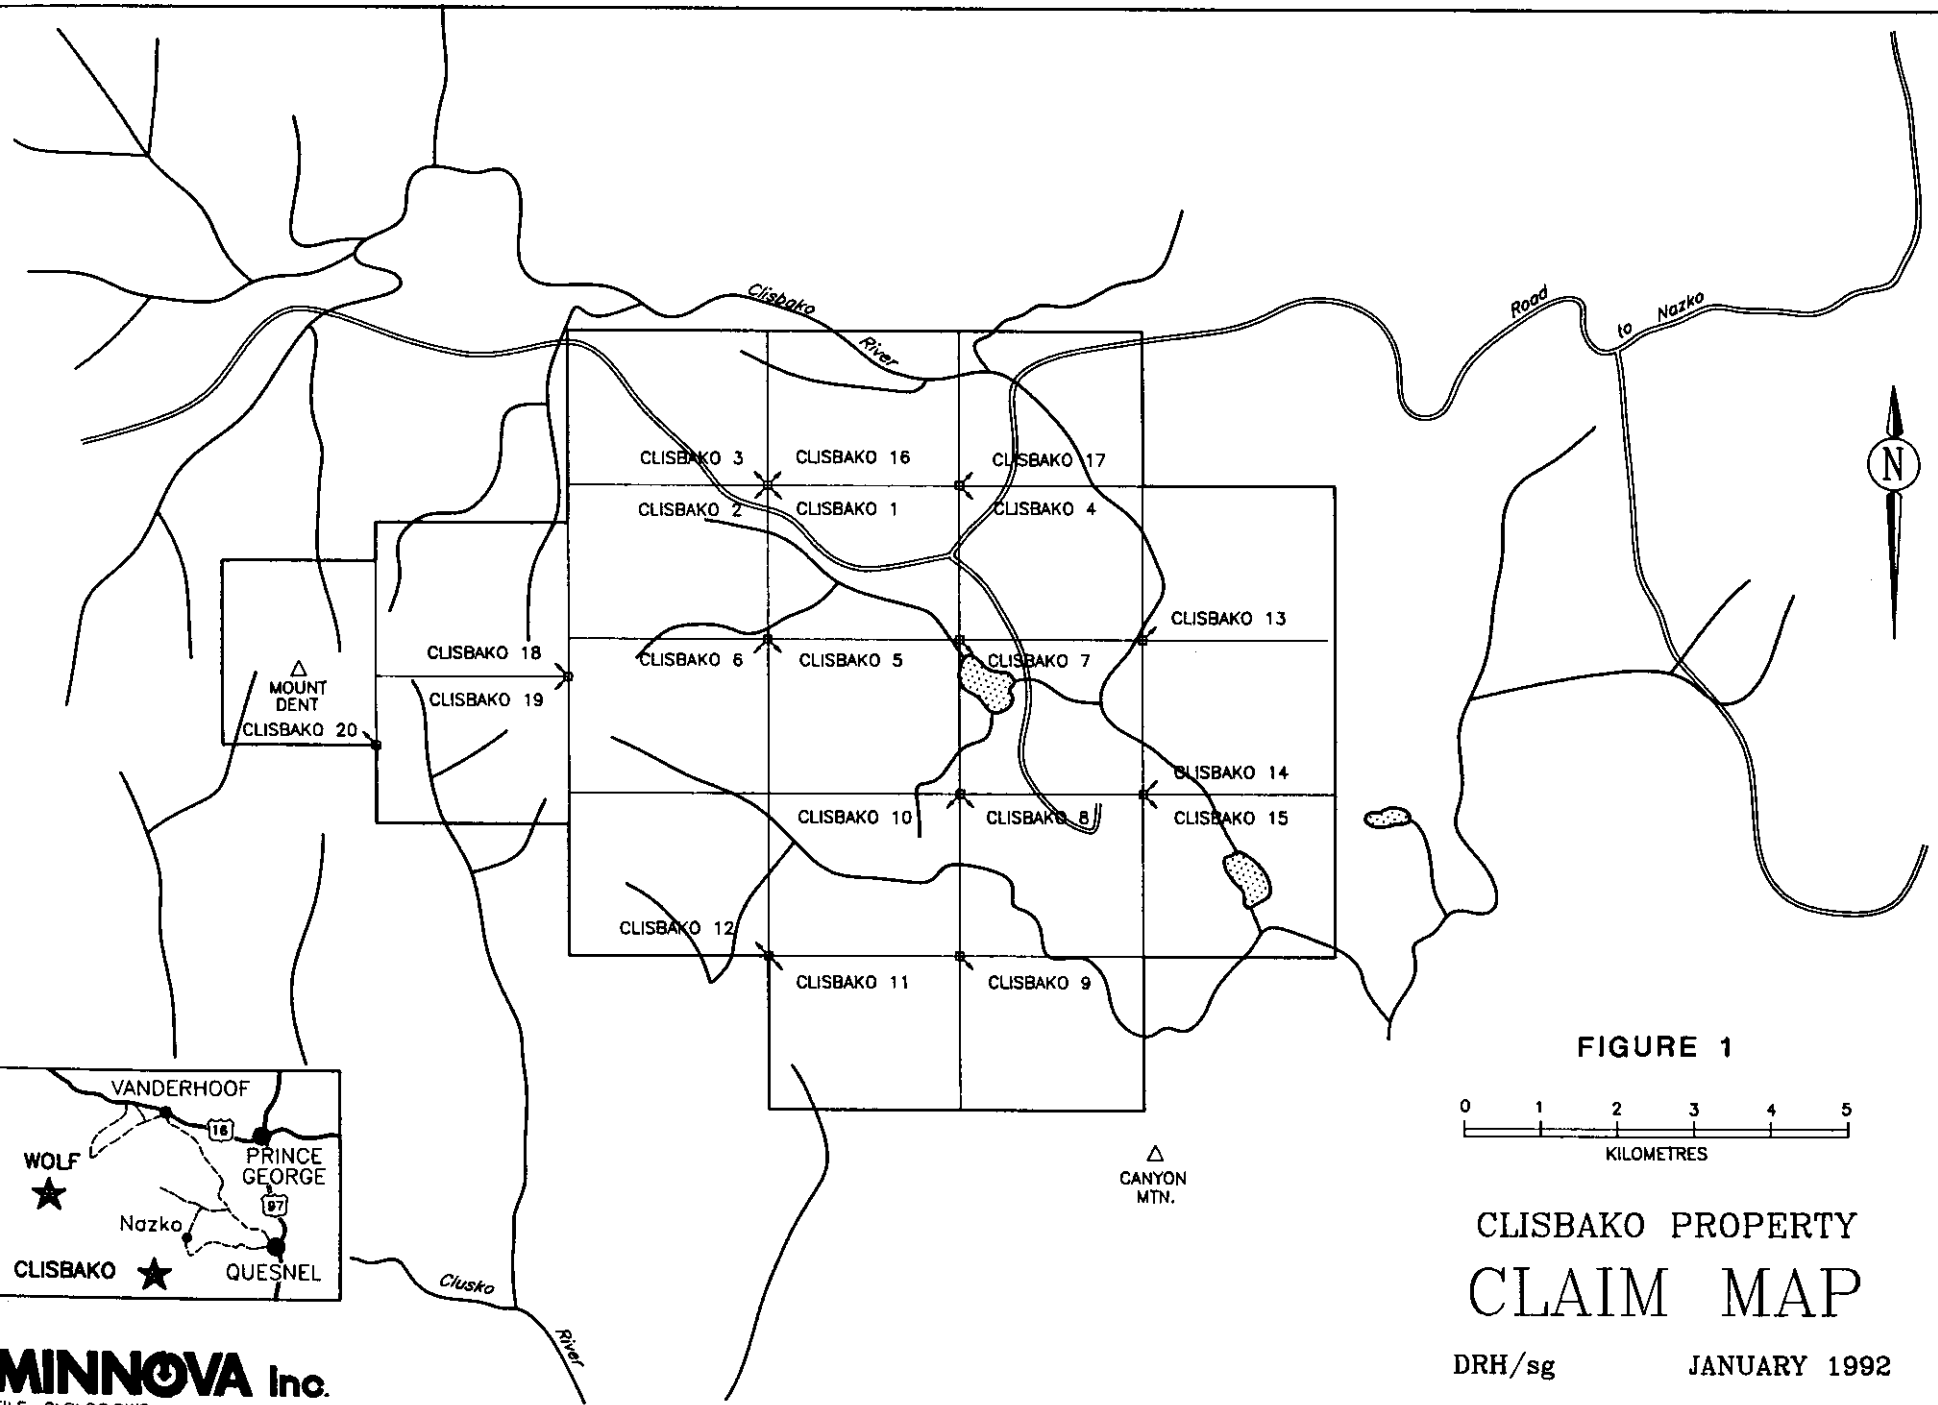 Clisbako
River
Road
to
Nazko
CLISBAKO 3
CLISBAKO 16
CLISBAKO 17
CLISBAKO 2
CLISBAKO 1
CLISBAKO 4
N
CLISBAKO 13
CLISBAKO 18
CLISBAKO 6
CLISBAKO 5
CLISBAKO 7
MOUNT
DENT
CLISBAKO 19
CLISBAKO 20
CLISBAKO 14
CLISBAKO 10
CLISBAKO 8
CLISBAKO 15
CLISBAKO 12
CLISBAKO 11
CLISBAKO 9
FIGURE 1
0 1 2 3 4 5
KILOMETRES
CANYON
MTN.
VANDERHOOF
16
PRINCE
GEORGE
WOLF
97
Nazko
CLISBAKO
QUESNEL
Clusko
River
CLISBAKO PROPERTY
CLAIM MAP
DRH/sg JANUARY 1992
MINNOVA Inc.